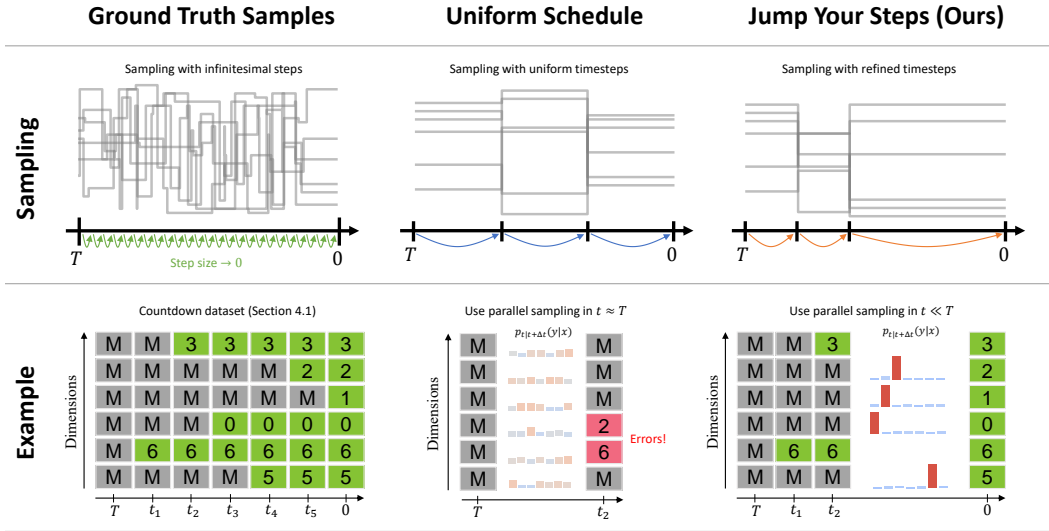 Ground Truth Samples
Uniform Schedule
Jump Your Steps (Ours)
Sampling
Sampling with infinitesimal steps
T
0
Step size → 0
Sampling with uniform timesteps
T
0
Sampling with refined timesteps
T
0
Example
Countdown dataset (Section 4.1)
Dimensions
M M 3 3 3 3 3
M M M M M 2 2
M M M M M M 1
M M M 0 0 0 0
M 6 6 6 6 6 6
M M M M 5 5 5
T t₁ t₂ t₃ t₄ t₅ 0
Use parallel sampling in t ≈ T
p_{t|t+Δt}(y|x)
Dimensions
M M
M M
M M
M 2
Errors!
M 6
M M
T t₂
Use parallel sampling in t ≪ T
p_{t|t+Δt}(y|x)
Dimensions
M M 3 3
M M M 2
M M M 1
M M M 0
M 6 6 6
M M M 5
T t₁ t₂ 0